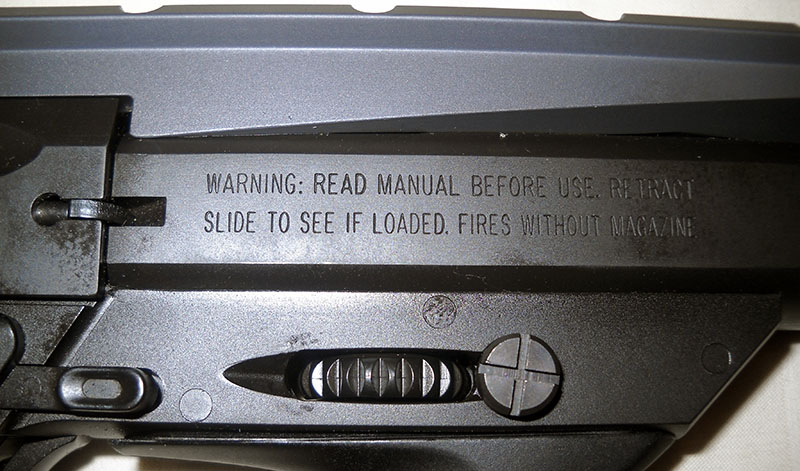 WARNING: READ MANUAL BEFORE USE. RETRACT
SLIDE TO SEE IF LOADED. FIRES WITHOUT MAGAZINE